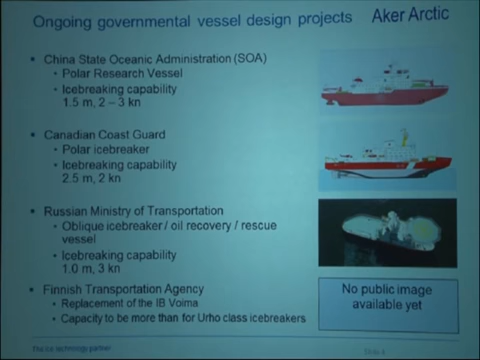 Ongoing governmental vessel design projects
Aker Arctic
• China State Oceanic Administration (SOA)
• Polar Research Vessel
• Icebreaking capability
1.5 m, 2 – 3 kn
• Canadian Coast Guard
• Polar icebreaker
• Icebreaking capability
2.5 m, 2 kn
• Russian Ministry of Transportation
• Oblique icebreaker / oil recovery / rescue
vessel
• Icebreaking capability
1.0 m, 3 kn
• Finnish Transportation Agency
• Replacement of the IB Voima
• Capacity to be more than for Urho class icebreakers
No public image
available yet
The ice technology partner
Slide 4